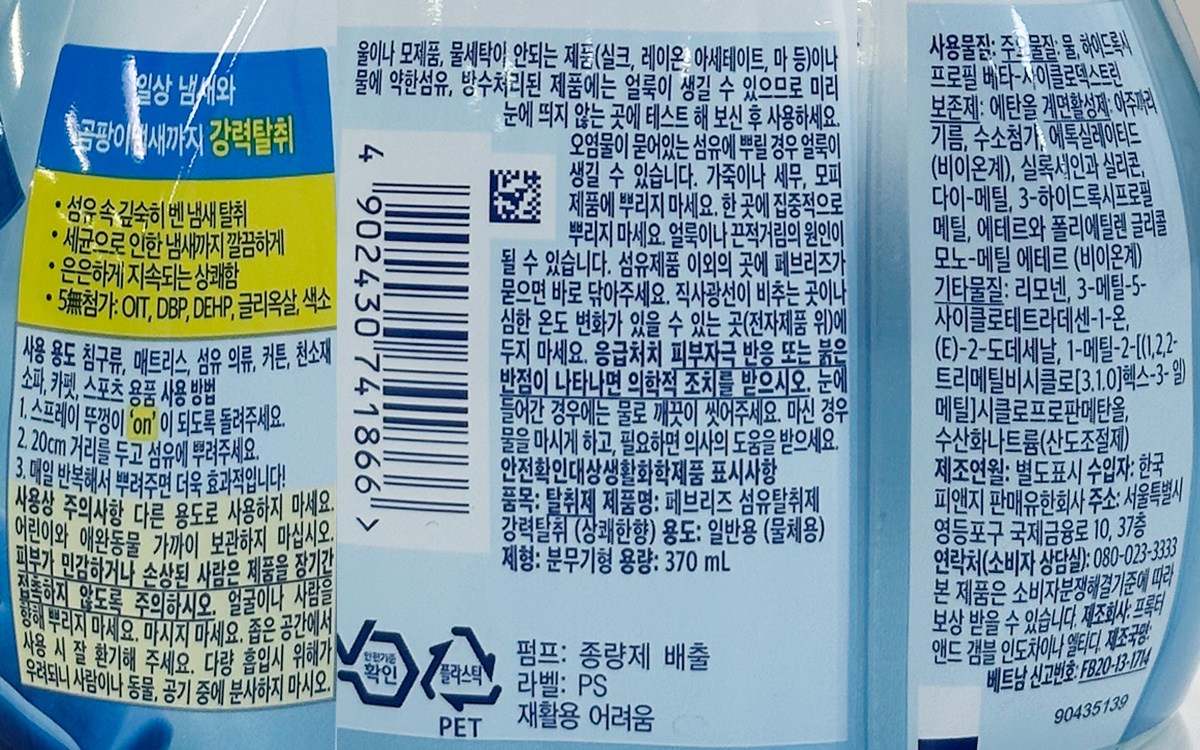 일상 냄새와
곰팡이냄새까지 강력탈취
• 섬유 속 깊숙히 벤 냄새 탈취
• 세균으로 인한 냄새까지 깔끔하게
• 은은하게 지속되는 상쾌함
• 5無첨가: OIT, DBP, DEHP, 글리옥살, 색소
사용 용도 침구류, 매트리스, 섬유 의류, 커튼, 천소재
소파, 카펫, 스포츠 용품 사용 방법
1. 스프레이 뚜껑이 'on'이 되도록 돌려주세요.
2. 20cm 거리를 두고 섬유에 뿌려주세요.
3. 매일 반복해서 뿌려주면 더욱 효과적입니다!
사용상 주의사항 다른 용도로 사용하지 마세요.
어린이와 애완동물 가까이 보관하지 마십시오.
피부가 민감하거나 손상된 사람은 제품을 장기간
접촉하지 않도록 주의하시오. 얼굴이나 사람을
향해 뿌리지 마세요. 마시지 마세요. 좁은 공간에서
사용 시 잘 환기해 주세요. 다량 흡입시 위해가
우려되니 사람이나 동물, 공기 중에 분사하지 마시오.
울이나 모제품, 물세탁이 안되는 제품(실크, 레이온, 아세테이트, 마 등)이나
물에 약한섬유, 방수처리된 제품에는 얼룩이 생길 수 있으므로 미리
눈에 띄지 않는 곳에 테스트 해 보신 후 사용하세요.
오염물이 묻어있는 섬유에 뿌릴 경우 얼룩이
생길 수 있습니다. 가죽이나 세무, 모피
제품에 뿌리지 마세요. 한 곳에 집중적으로
뿌리지 마세요. 얼룩이나 끈적거림의 원인이
될 수 있습니다. 섬유제품 이외의 곳에 페브리즈가
묻으면 바로 닦아주세요. 직사광선이 비추는 곳이나
심한 온도 변화가 있을 수 있는 곳(전자제품 위)에
두지 마세요. 응급처치 피부자극 반응 또는 붉은
반점이 나타나면 의학적 조치를 받으시오. 눈에
들어간 경우에는 물로 깨끗이 씻어주세요. 마신 경우
물을 마시게 하고, 필요하면 의사의 도움을 받으세요.
안전확인대상생활화학제품 표시사항
품목: 탈취제 제품명: 페브리즈 섬유탈취제
강력탈취 (상쾌한향) 용도: 일반용 (물체용)
제형: 분무기형 용량: 370 mL
4 902430 741866 >
안전기준
확인
플라스틱
PET
펌프: 종량제 배출
라벨: PS
재활용 어려움
사용물질: 주요물질: 물, 하이드록시
프로필 베타-사이클로덱스트린
보존제: 에탄올 계면활성제: 아주까리
기름, 수소첨가, 에톡실레이티드
(비이온계), 실록세인과 실리콘,
다이-메틸, 3-하이드록시프로필
메틸, 에테르와 폴리에틸렌 글리콜
모노-메틸 에테르 (비이온계)
기타물질: 리모넨, 3-메틸-5-
사이클로테트라데센-1-온,
(E)-2-도데세날, 1-메틸-2-[(1,2,2-
트리메틸비시클로[3.1.0]헥스-3-일)
메틸]시클로프로판메탄올,
수산화나트륨(산도조절제)
제조연월: 별도표시 수입자: 한국
피앤지 판매유한회사 주소: 서울특별시
영등포구 국제금융로 10, 37층
연락처(소비자 상담실): 080-023-3333
본 제품은 소비자분쟁해결기준에 따라
보상 받을 수 있습니다. 제조회사: 프록터
앤드 갬블 인도차이나 엘티디. 제조국명:
베트남 신고번호: FB20-13-1714
90435139